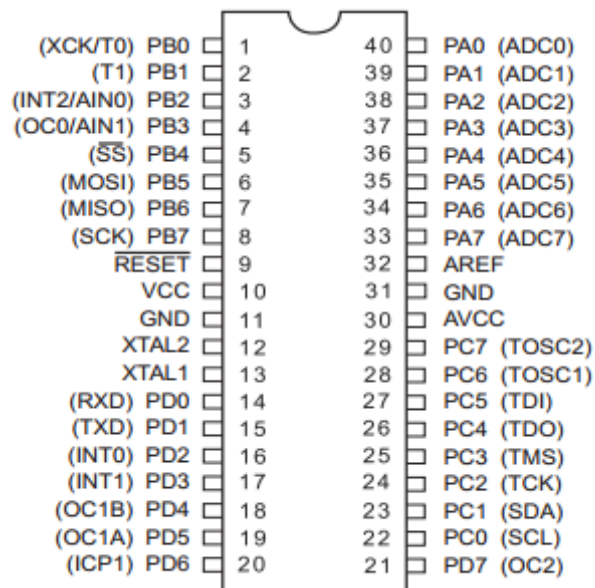 (XCK/T0) PB0 1 40 PA0 (ADC0)
(T1) PB1 2 39 PA1 (ADC1)
(INT2/AIN0) PB2 3 38 PA2 (ADC2)
(OC0/AIN1) PB3 4 37 PA3 (ADC3)
(S̅S̅) PB4 5 36 PA4 (ADC4)
(MOSI) PB5 6 35 PA5 (ADC5)
(MISO) PB6 7 34 PA6 (ADC6)
(SCK) PB7 8 33 PA7 (ADC7)
R̅E̅S̅E̅T̅ 9 32 AREF
VCC 10 31 GND
GND 11 30 AVCC
XTAL2 12 29 PC7 (TOSC2)
XTAL1 13 28 PC6 (TOSC1)
(RXD) PD0 14 27 PC5 (TDI)
(TXD) PD1 15 26 PC4 (TDO)
(INT0) PD2 16 25 PC3 (TMS)
(INT1) PD3 17 24 PC2 (TCK)
(OC1B) PD4 18 23 PC1 (SDA)
(OC1A) PD5 19 22 PC0 (SCL)
(ICP1) PD6 20 21 PD7 (OC2)